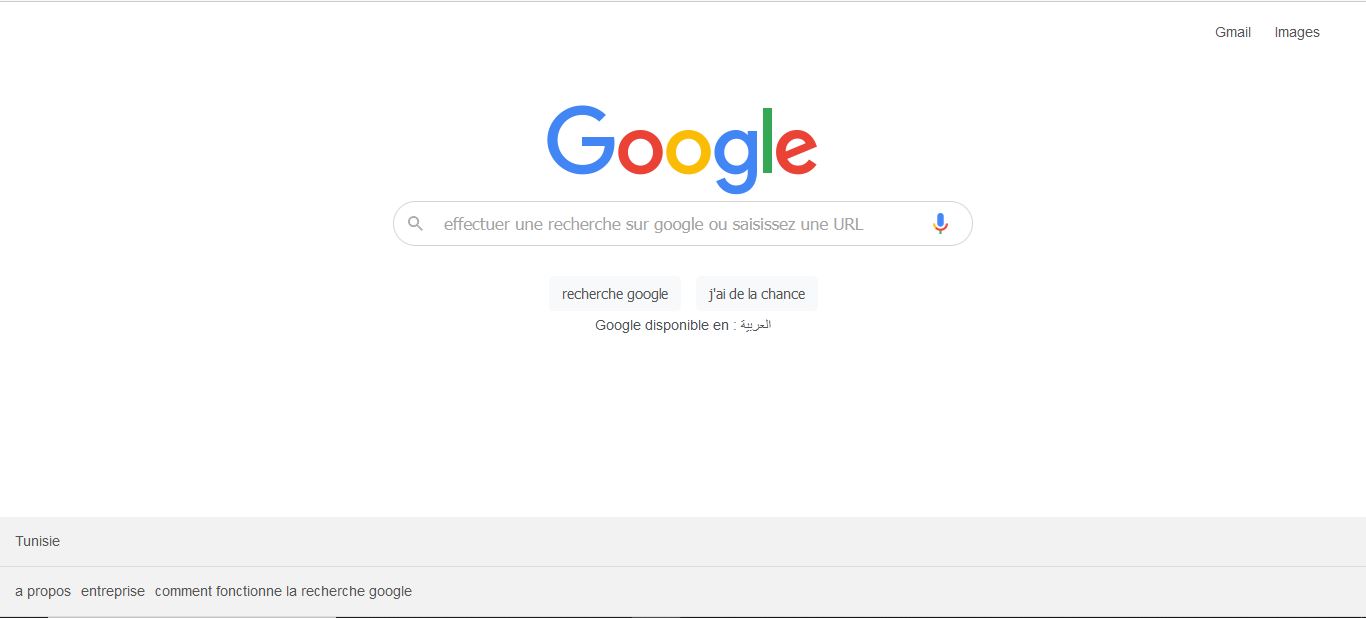 Gmail Images
Google
effectuer une recherche sur google ou saisissez une URL
recherche google j'ai de la chance
Google disponible en : العربية
Tunisie
a propos entreprise comment fonctionne la recherche google